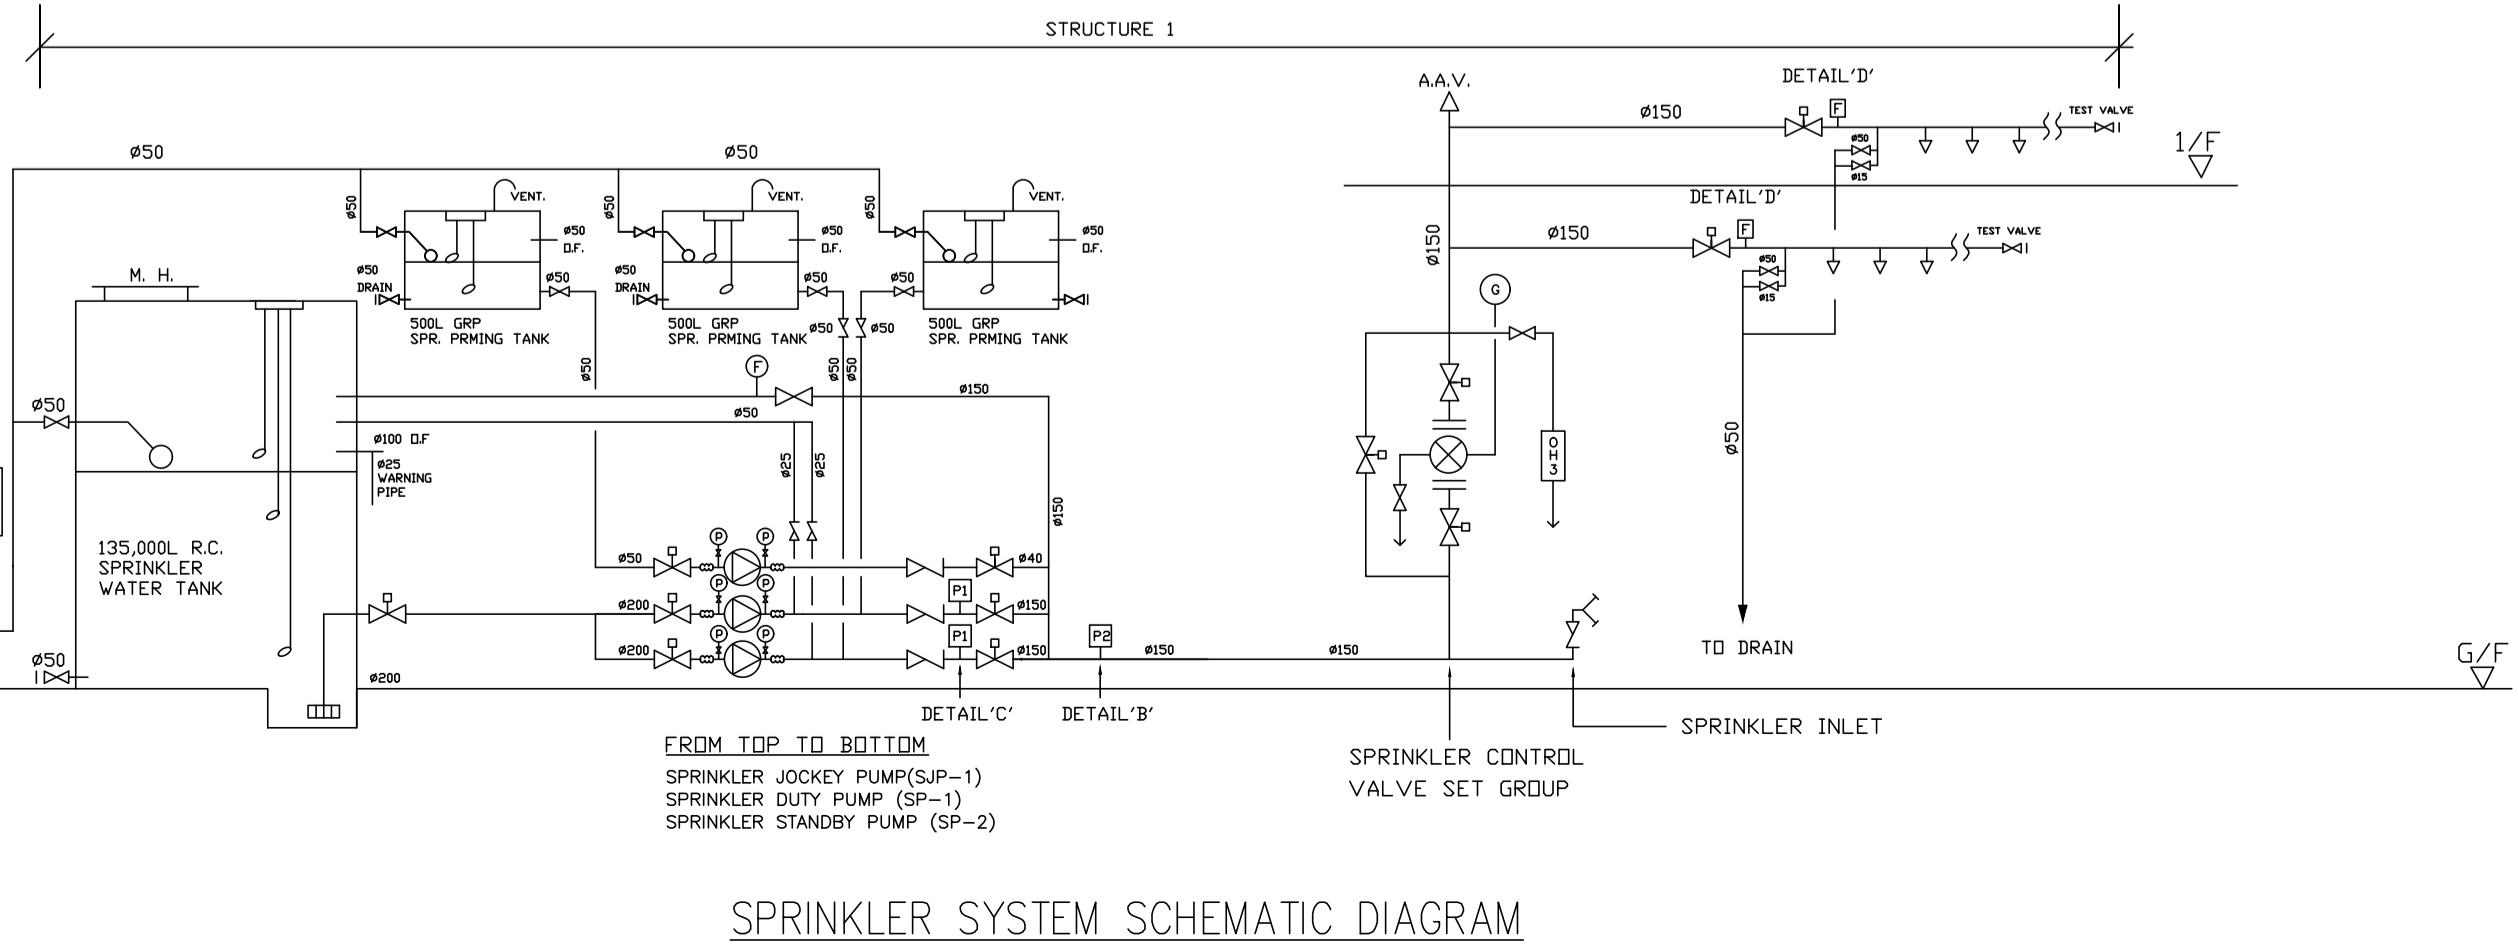 STRUCTURE 1
A.A.V.
DETAIL'D'
ø150
F
TEST VALVE
ø50
ø15
1/F
ø50
ø50
DETAIL'D'
ø150
F
TEST VALVE
ø50
ø15
ø150
ø50
VENT.
ø50
O.F.
ø50
DRAIN
ø50
500L GRP
SPR. PRMING TANK
ø50
VENT.
ø50
O.F.
ø50
DRAIN
ø50
500L GRP
SPR. PRMING TANK
ø50
VENT.
ø50
O.F.
ø50
500L GRP
SPR. PRMING TANK
ø50
ø50
M. H.
G
ø50
ø50
ø50
F
ø150
ø50
ø50
ø100 O.F
ø25
WARNING
PIPE
ø25
ø25
ø150
OH3
ø50
135,000L R.C.
SPRINKLER
WATER TANK
P
P
ø50
ø40
P
P
ø200
P1
ø150
P
P
ø200
P1
ø150
P2
ø150
ø150
TO DRAIN
G/F
ø50
ø200
DETAIL'C'
DETAIL'B'
SPRINKLER INLET
SPRINKLER CONTROL
VALVE SET GROUP
FROM TOP TO BOTTOM
SPRINKLER JOCKEY PUMP(SJP-1)
SPRINKLER DUTY PUMP (SP-1)
SPRINKLER STANDBY PUMP (SP-2)
SPRINKLER SYSTEM SCHEMATIC DIAGRAM